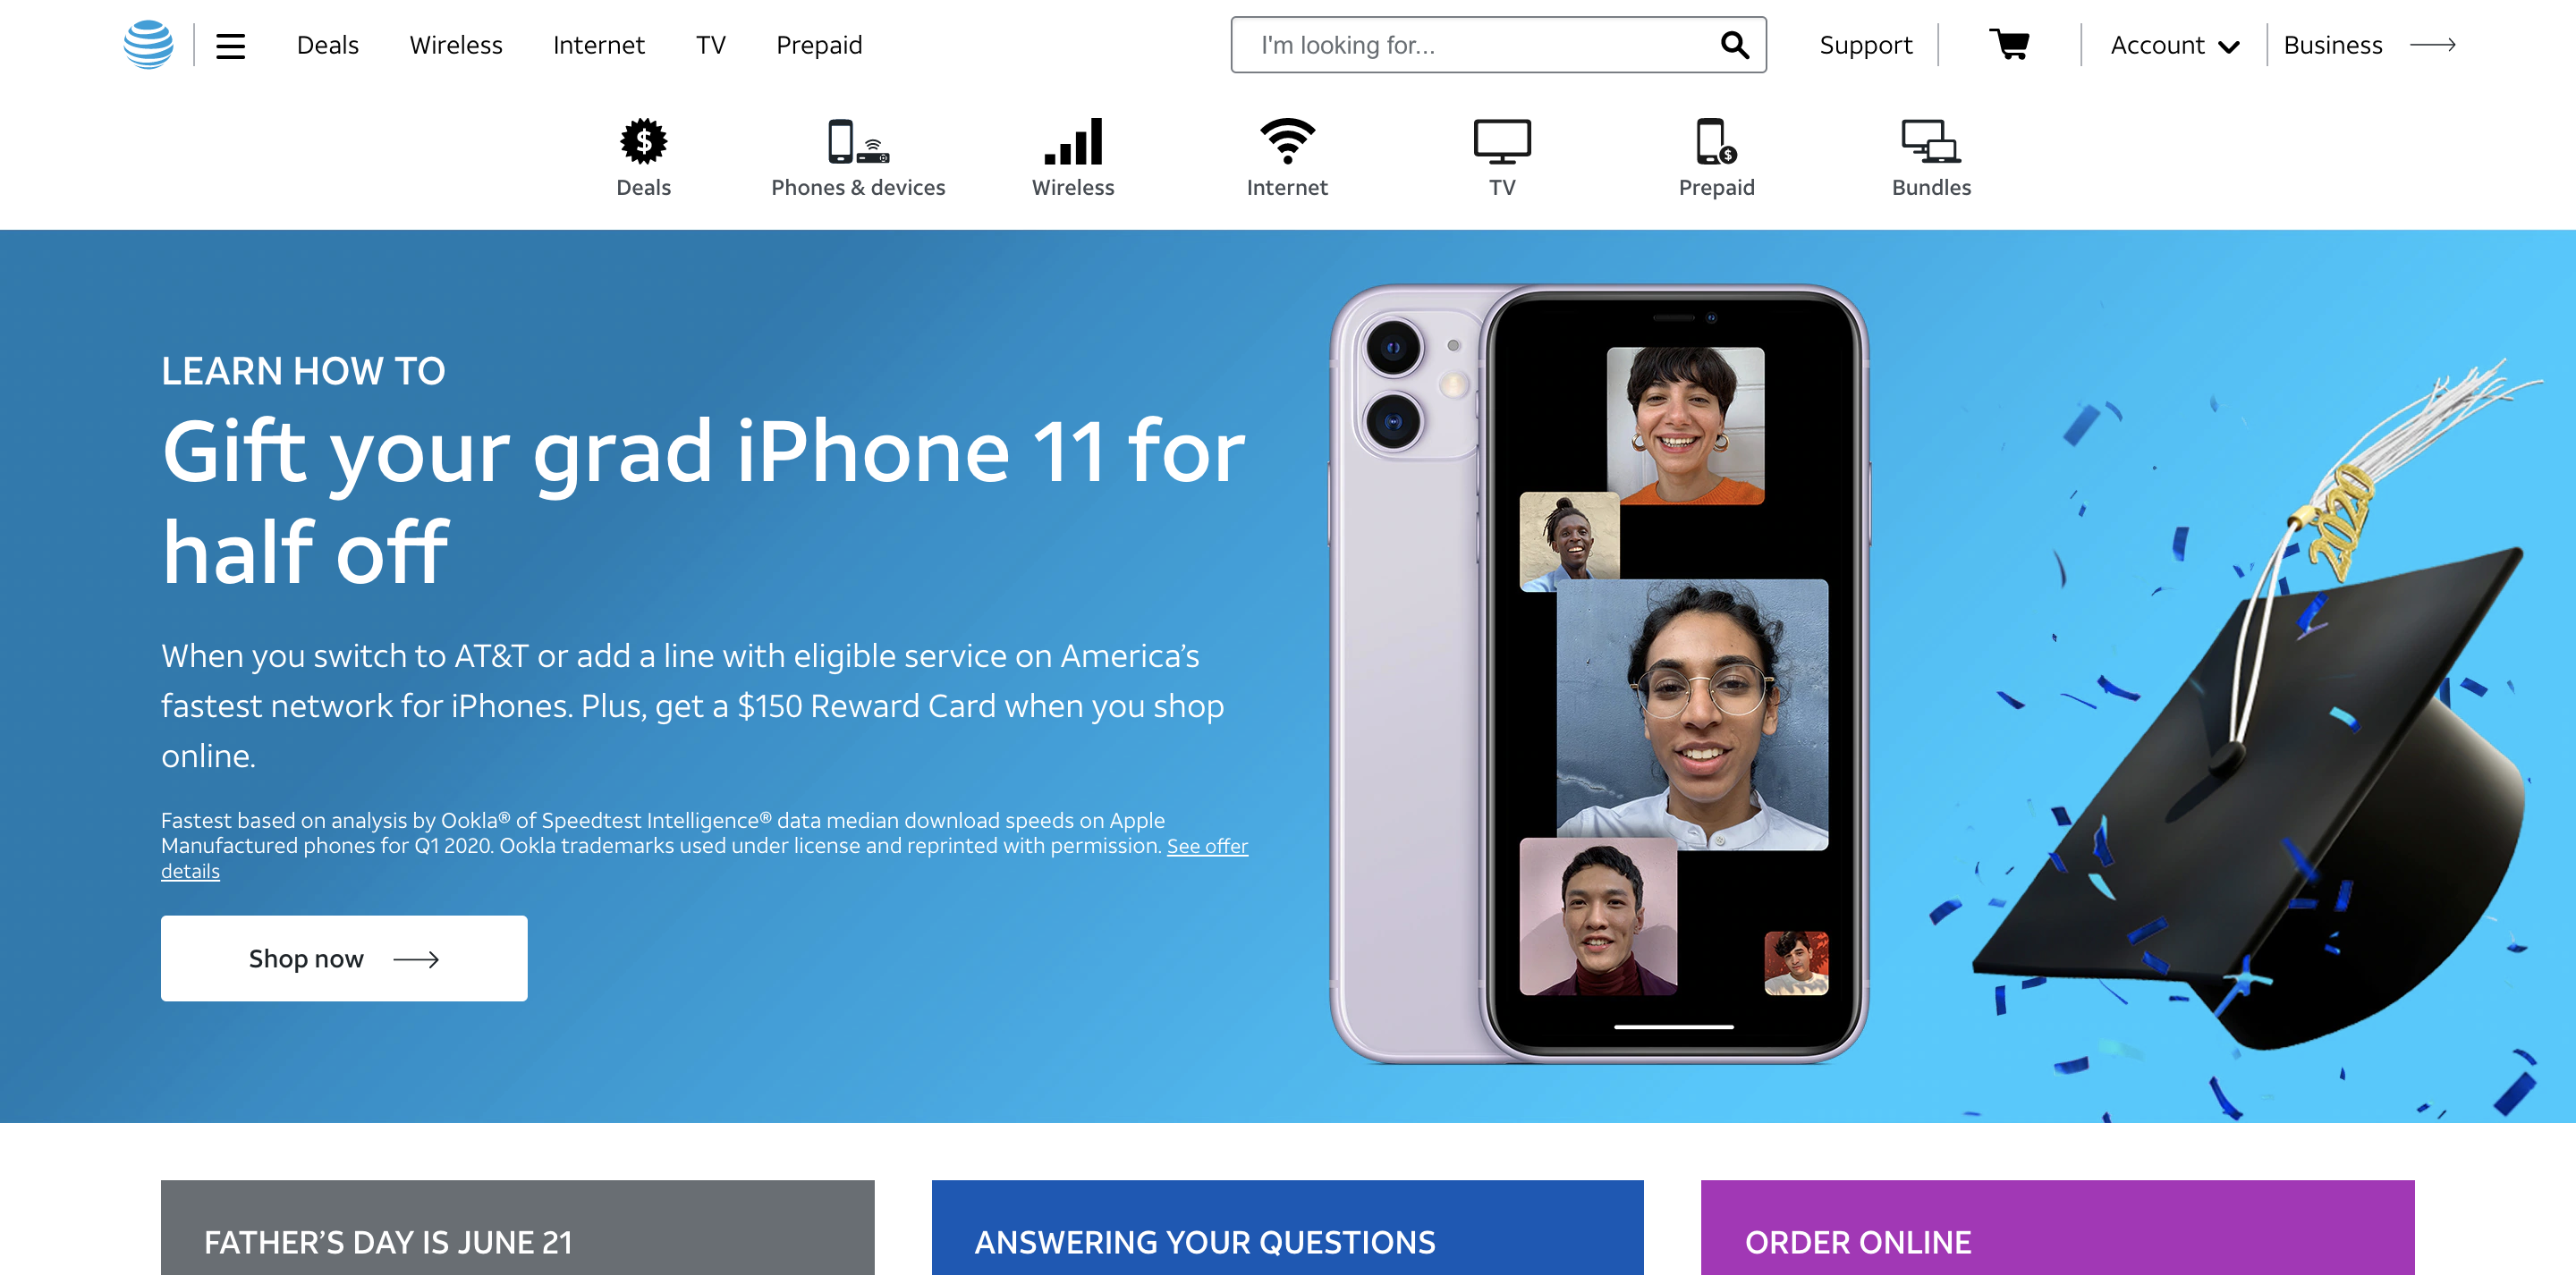 Deals
Wireless
Internet
TV
Prepaid
I'm looking for...
Support
Account
Business
$
Deals
Phones & devices
Wireless
Internet
TV
$
Prepaid
Bundles
LEARN HOW TO
Gift your grad iPhone 11 for
half off
When you switch to AT&T or add a line with eligible service on America’s
fastest network for iPhones. Plus, get a $150 Reward Card when you shop
online.
Fastest based on analysis by Ookla® of Speedtest Intelligence® data median download speeds on Apple
Manufactured phones for Q1 2020. Ookla trademarks used under license and reprinted with permission. See offer
details
Shop now
2020
FATHER’S DAY IS JUNE 21
ANSWERING YOUR QUESTIONS
ORDER ONLINE